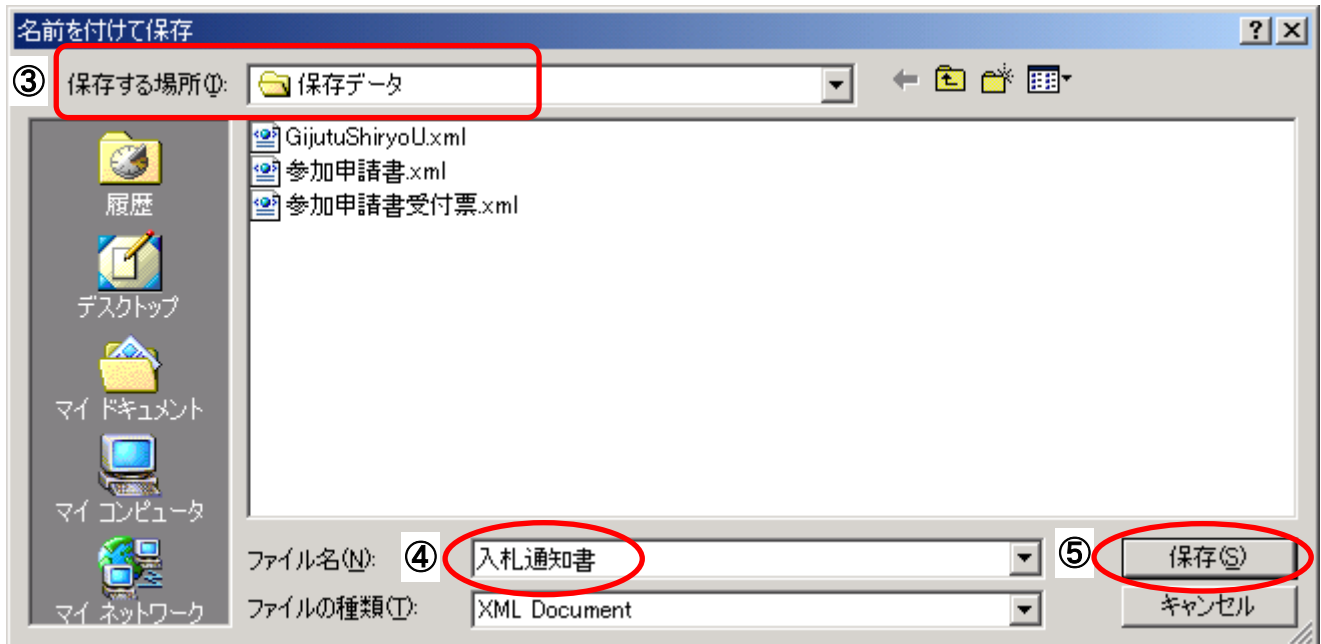 名前を付けて保存
③ 保存する場所(I): 保存データ
GijutuShiryoU.xml
参加申請書.xml
参加申請書受付票.xml
履歴
デスクトップ
マイ ドキュメント
マイ コンピュータ
マイ ネットワーク
ファイル名(N): ④ 入札通知書 ⑤ 保存(S)
ファイルの種類(T): XML Document キャンセル